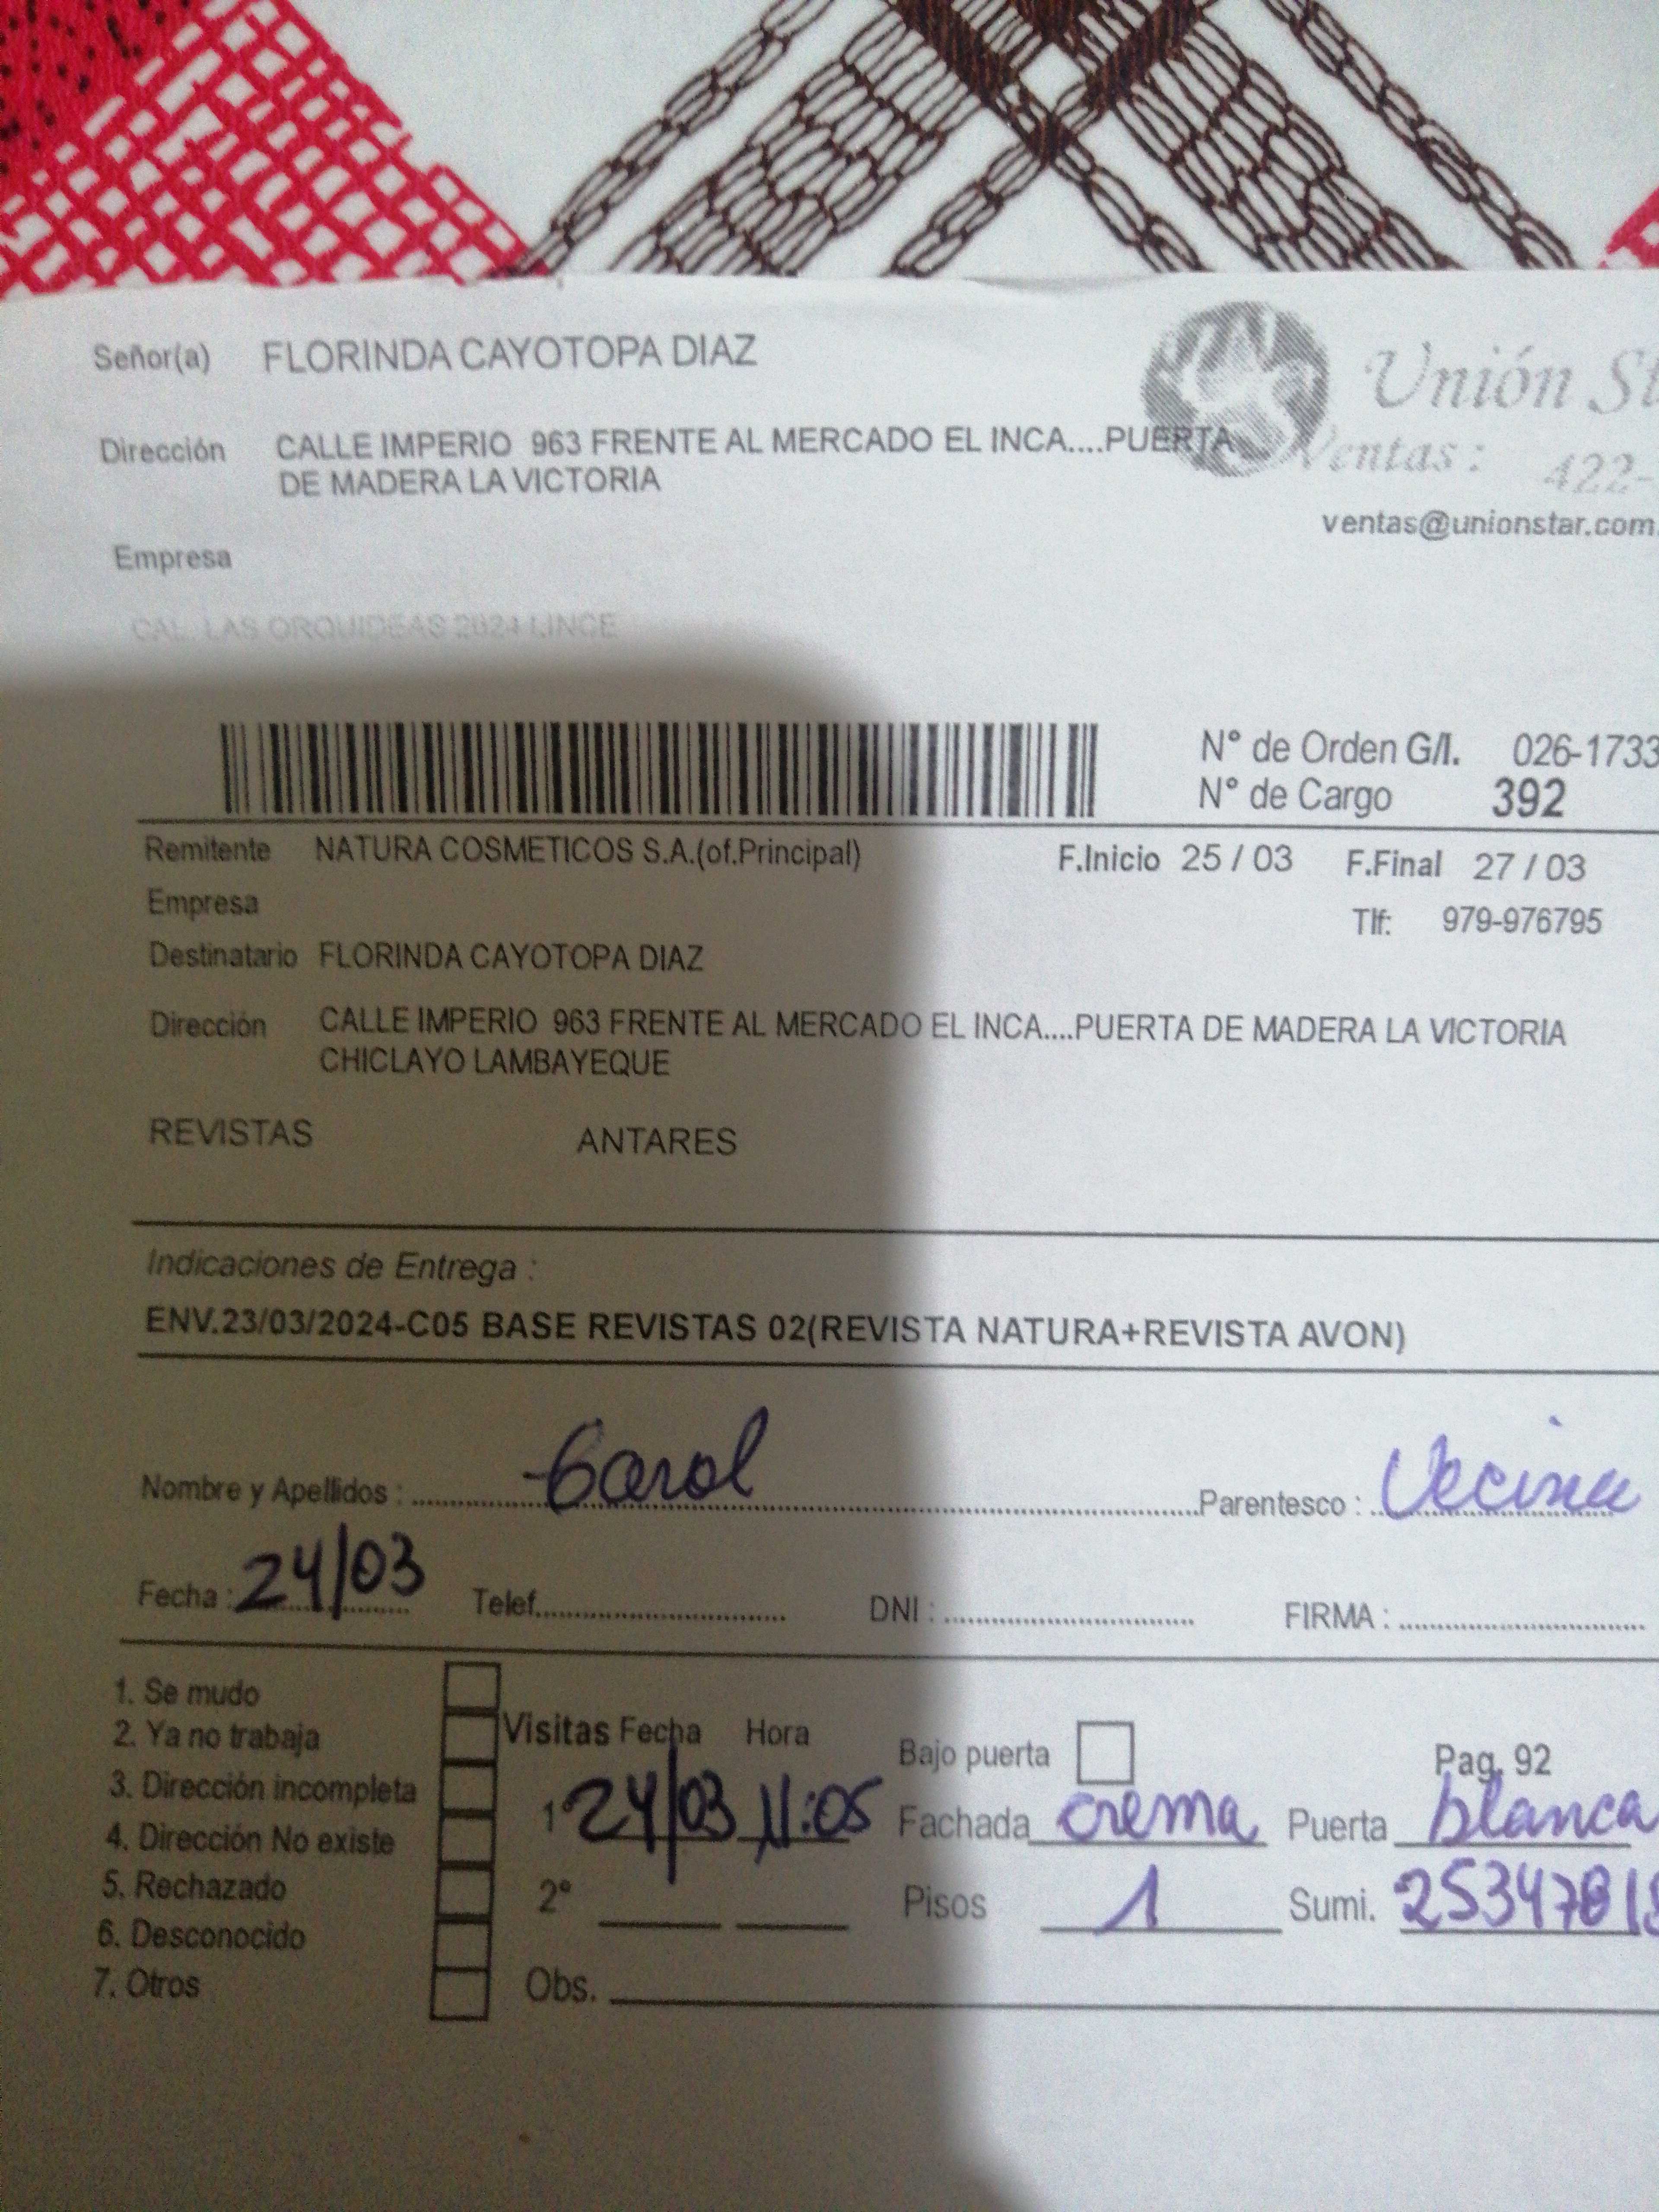 Señor(a) FLORINDA CAYOTOPA DIAZ
Unión St
Dirección CALLE IMPERIO 963 FRENTE AL MERCADO EL INCA....PUERTA
DE MADERA LA VICTORIA
Ventas : 422-
ventas@unionstar.com.
Empresa
CAL. LAS ORQUIDEAS 2624 LINCE
N° de Orden G/I. 026-1733
N° de Cargo 392
Remitente NATURA COSMETICOS S.A.(of.Principal) F.Inicio 25 / 03 F.Final 27 / 03
Empresa Tlf: 979-976795
Destinatario FLORINDA CAYOTOPA DIAZ
Dirección CALLE IMPERIO 963 FRENTE AL MERCADO EL INCA....PUERTA DE MADERA LA VICTORIA
CHICLAYO LAMBAYEQUE
REVISTAS ANTARES
Indicaciones de Entrega :
ENV.23/03/2024-C05 BASE REVISTAS 02(REVISTA NATURA+REVISTA AVON)
Nombre y Apellidos : Carol Parentesco : Vecina
Fecha : 24/03 Telef. DNI : FIRMA :
1. Se mudo
2. Ya no trabaja
3. Dirección incompleta
4. Dirección No existe
5. Rechazado
6. Desconocido
7. Otros
Visitas Fecha Hora
1° 24/03 11:05
2°
Obs.
Bajo puerta Pag. 92
Fachada crema Puerta blanca
Pisos 1 Sumi. 25347818